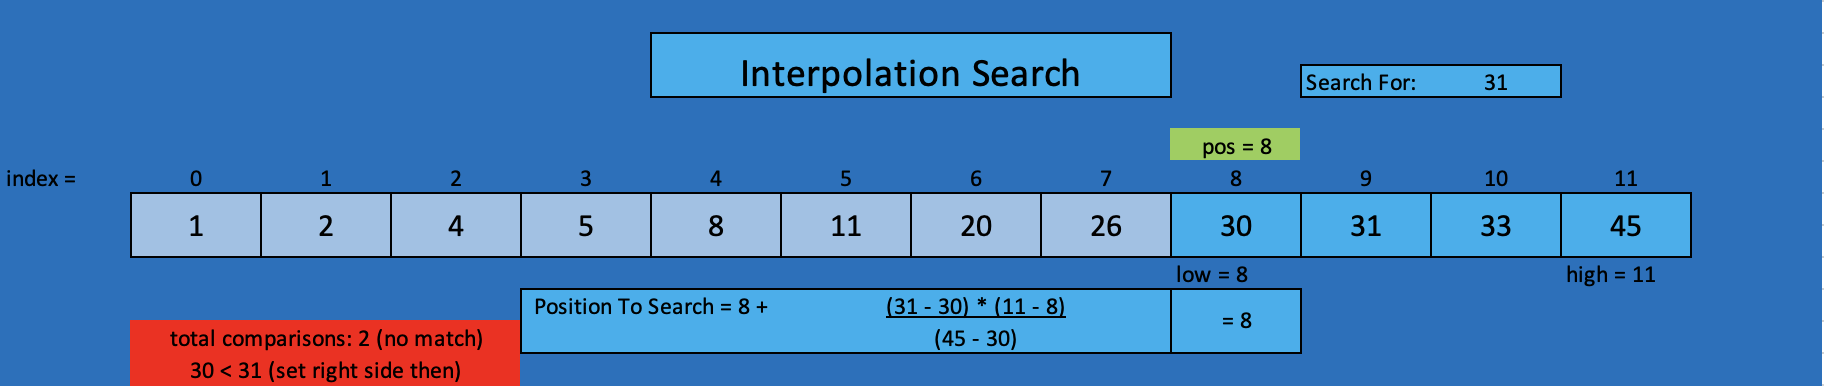 Interpolation Search
Search For: 31
pos = 8
index = 0 1 2 3 4 5 6 7 8 9 10 11
1 2 4 5 8 11 20 26 30 31 33 45
low = 8 high = 11
Position To Search = 8 + (31 - 30) * (11 - 8)
(45 - 30)
= 8
total comparisons: 2 (no match)
30 < 31 (set right side then)